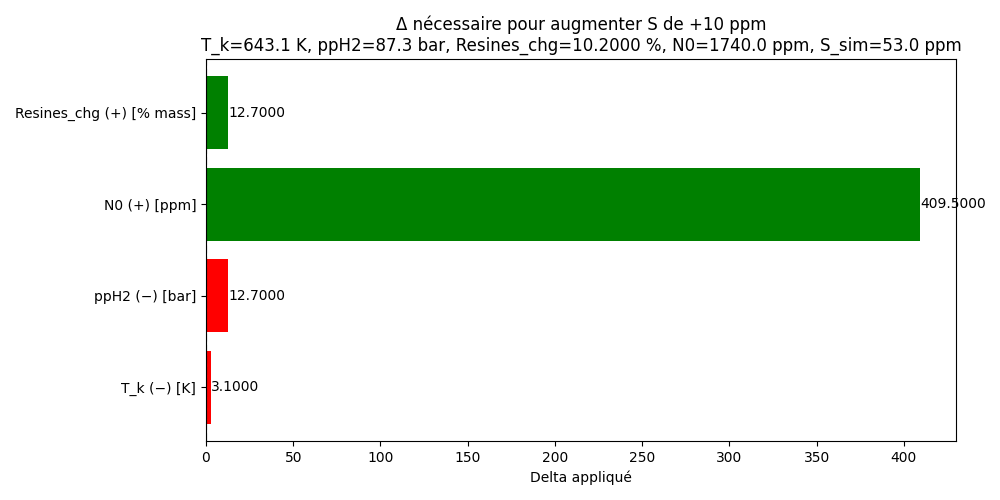 Δ nécessaire pour augmenter S de +10 ppm
T_k=643.1 K, ppH2=87.3 bar, Resines_chg=10.2000 %, N0=1740.0 ppm, S_sim=53.0 ppm
Resines_chg (+) [% mass]
12.7000
N0 (+) [ppm]
409.5000
ppH2 (−) [bar]
12.7000
T_k (−) [K]
3.1000
0 50 100 150 200 250 300 350 400
Delta appliqué